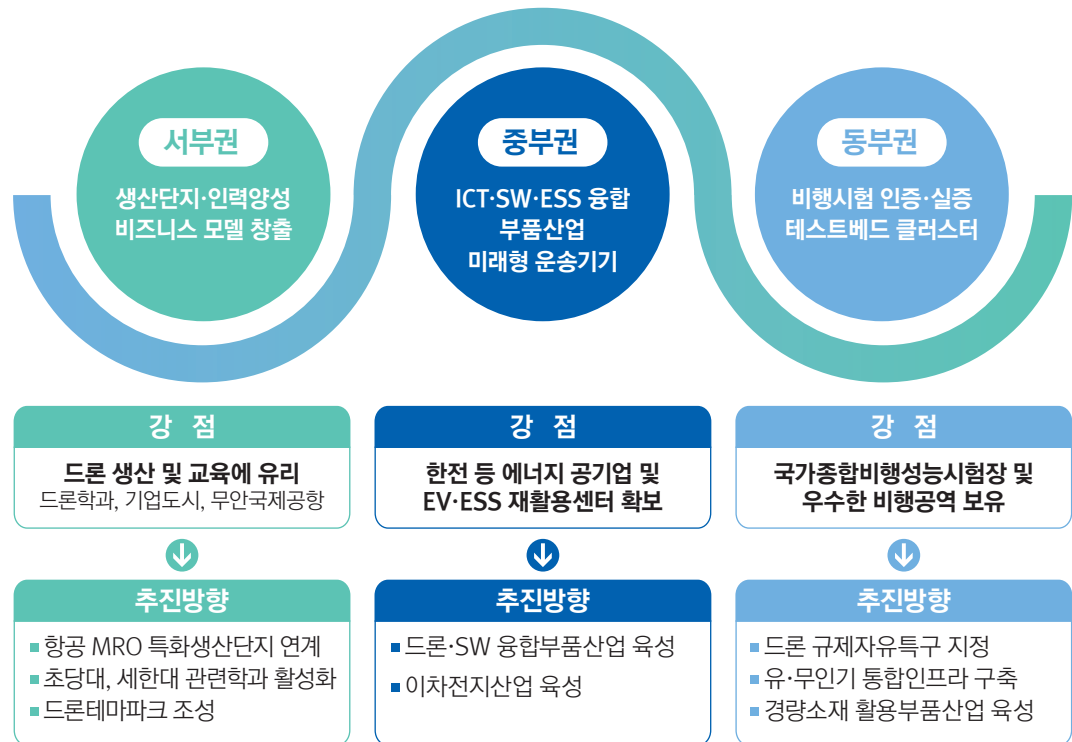 서부권
생산단지·인력양성
비즈니스 모델 창출
중부권
ICT·SW·ESS 융합
부품산업
미래형 운송기기
동부권
비행시험 인증·실증
테스트베드 클러스터
강 점
드론 생산 및 교육에 유리
드론학과, 기업도시, 무안국제공항
강 점
한전 등 에너지 공기업 및
EV·ESS 재활용센터 확보
강 점
국가종합비행성능시험장 및
우수한 비행공역 보유
추진방향
항공 MRO 특화생산단지 연계
초당대, 세한대 관련학과 활성화
드론테마파크 조성
추진방향
드론·SW 융합부품산업 육성
이차전지산업 육성
추진방향
드론 규제자유특구 지정
유·무인기 통합인프라 구축
경량소재 활용부품산업 육성